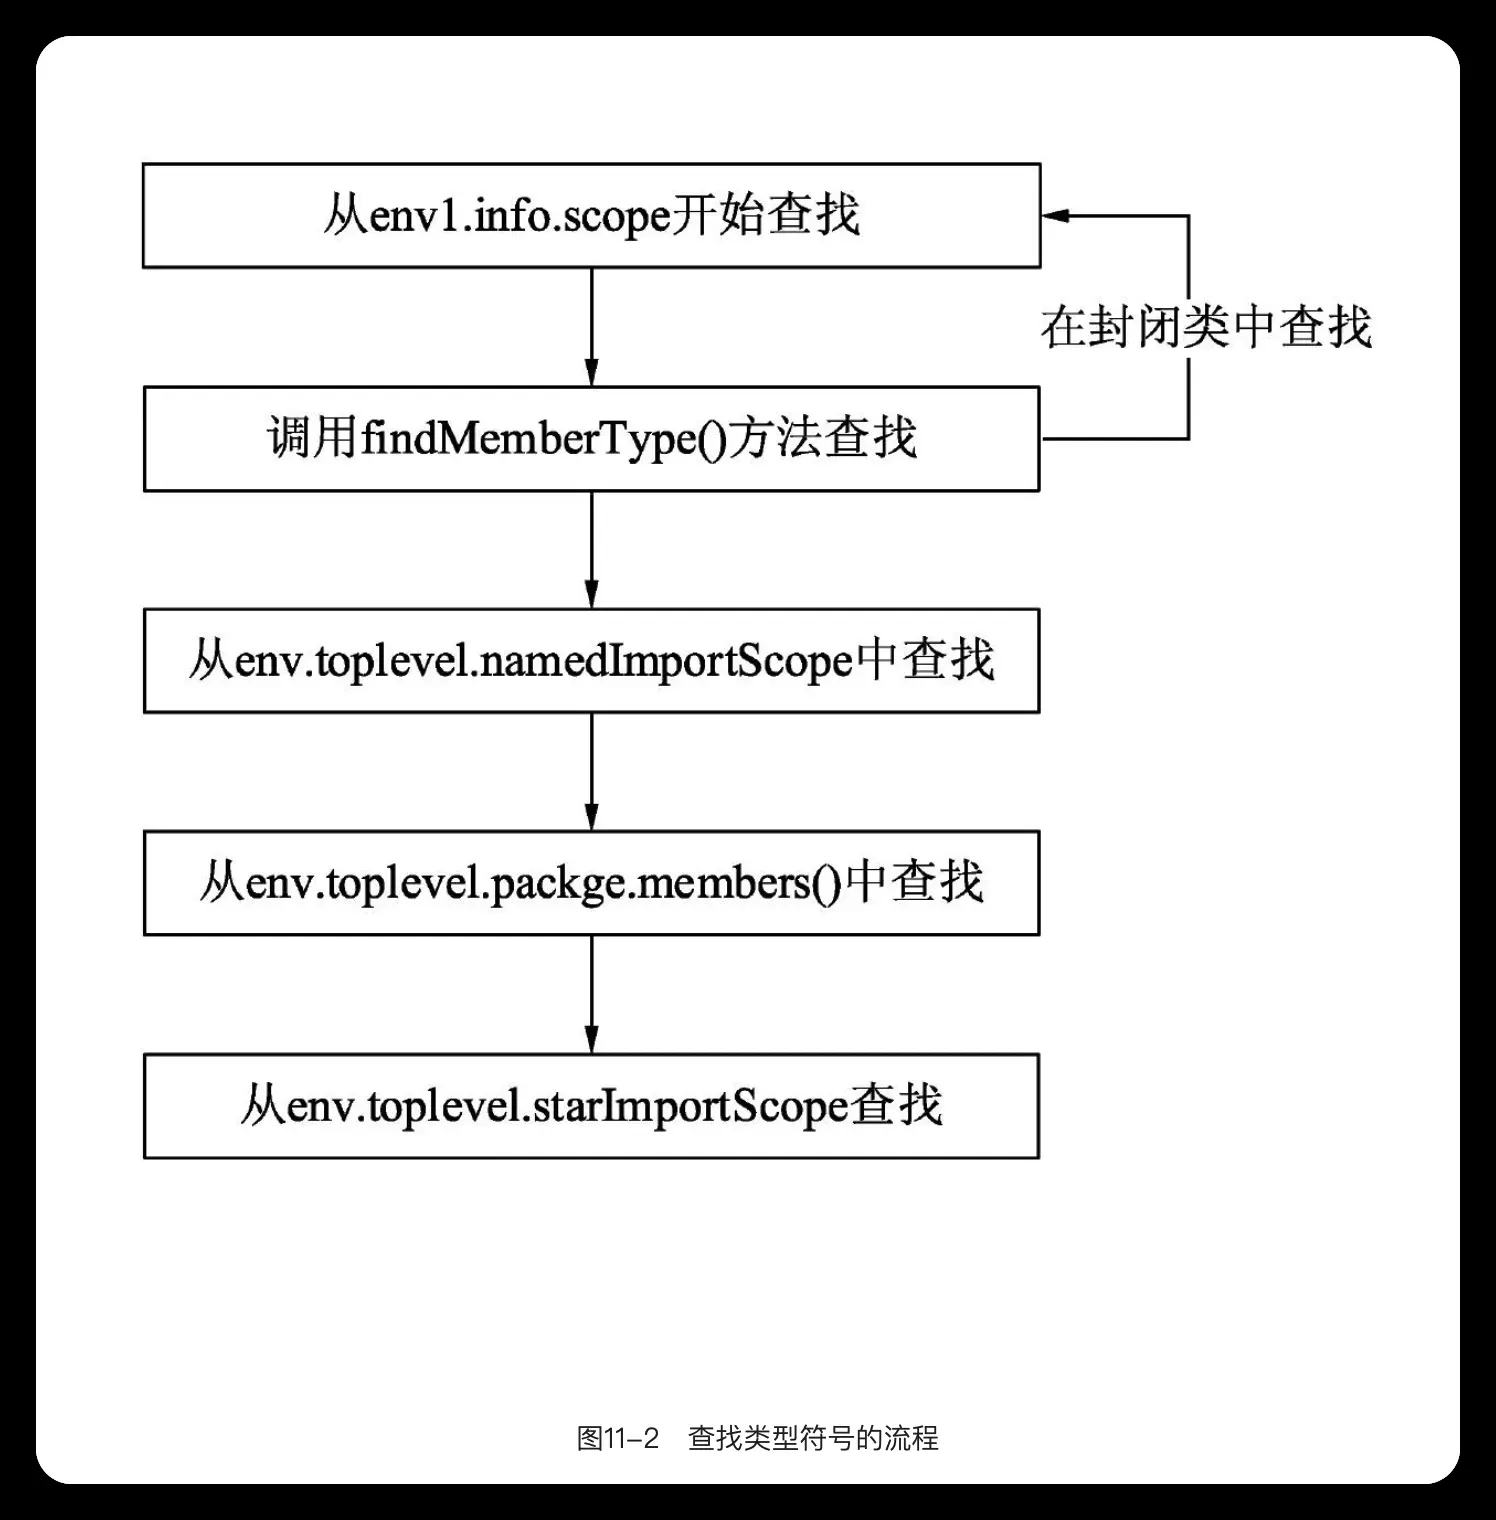 从env1.info.scope开始查找
在封闭类中查找
调用findMemberType()方法查找
从env.toplevel.namedImportScope中查找
从env.toplevel.packge.members()中查找
从env.toplevel.starImportScope查找
图11-2 查找类型符号的流程